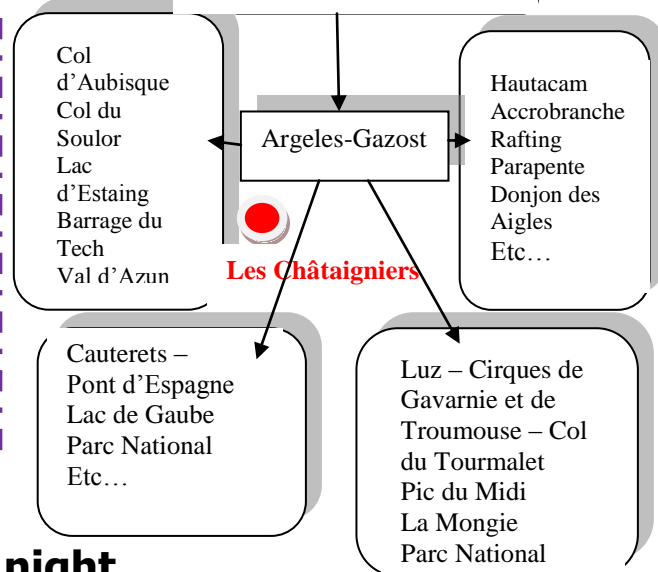 Col
d'Aubisque
Col du
Soulor
Lac
d'Estaing
Barrage du
Tech
Val d'Azun
Argeles-Gazost
Hautacam
Accrobranche
Rafting
Parapente
Donjon des
Aigles
Etc…
Les Châtaigniers
Cauterets –
Pont d'Espagne
Lac de Gaube
Parc National
Etc…
Luz – Cirques de
Gavarnie et de
Troumouse – Col
du Tourmalet
Pic du Midi
La Mongie
Parc National
night